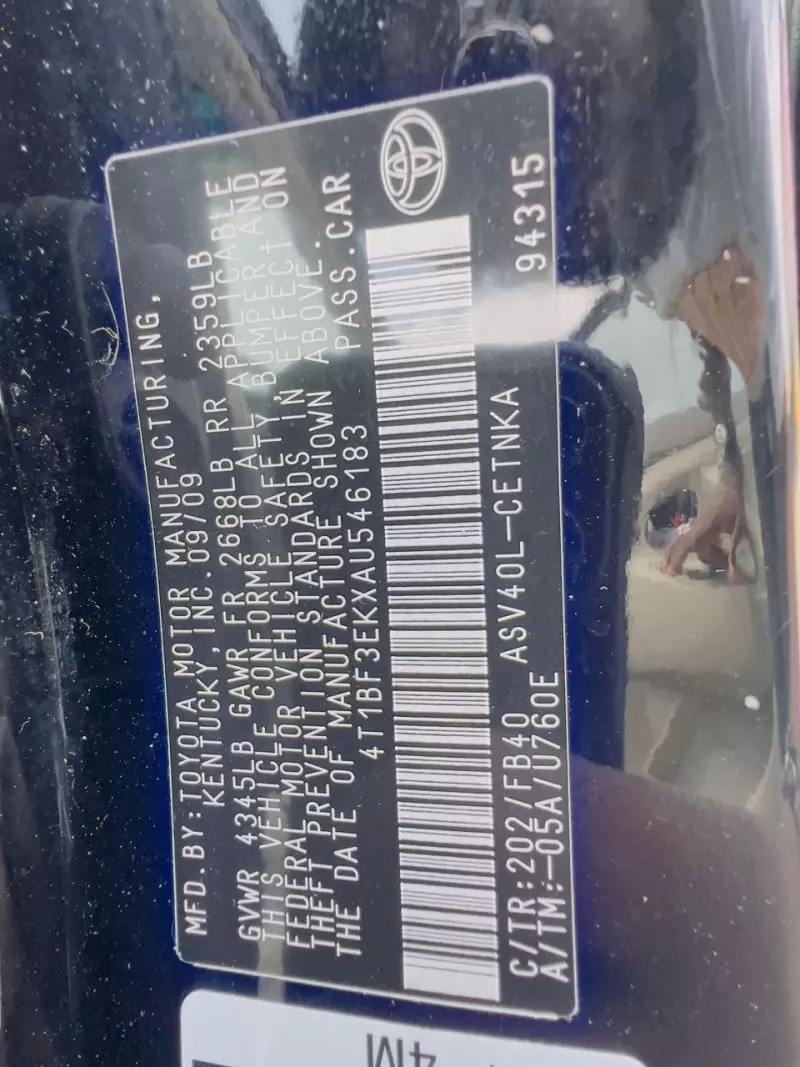 MFD.BY:TOYOTA MOTOR MANUFACTURING,
KENTUCKY,INC.09/09
GVWR 4345LB GAWR FR 2668LB RR 2359LB
THIS VEHICLE CONFORMS TO ALL APPLICABLE
FEDERAL MOTOR VEHICLE SAFETY,BUMPER,AND
THEFT PREVENTION STANDARDS IN EFFECT ON
THE DATE OF MANUFACTURE SHOWN ABOVE.
4T1BF3EKXAU546183 PASS.CAR
C/TR:202/FB40 ASV40L-CETNKA
A/TM:-05A/U760E 94315
4M